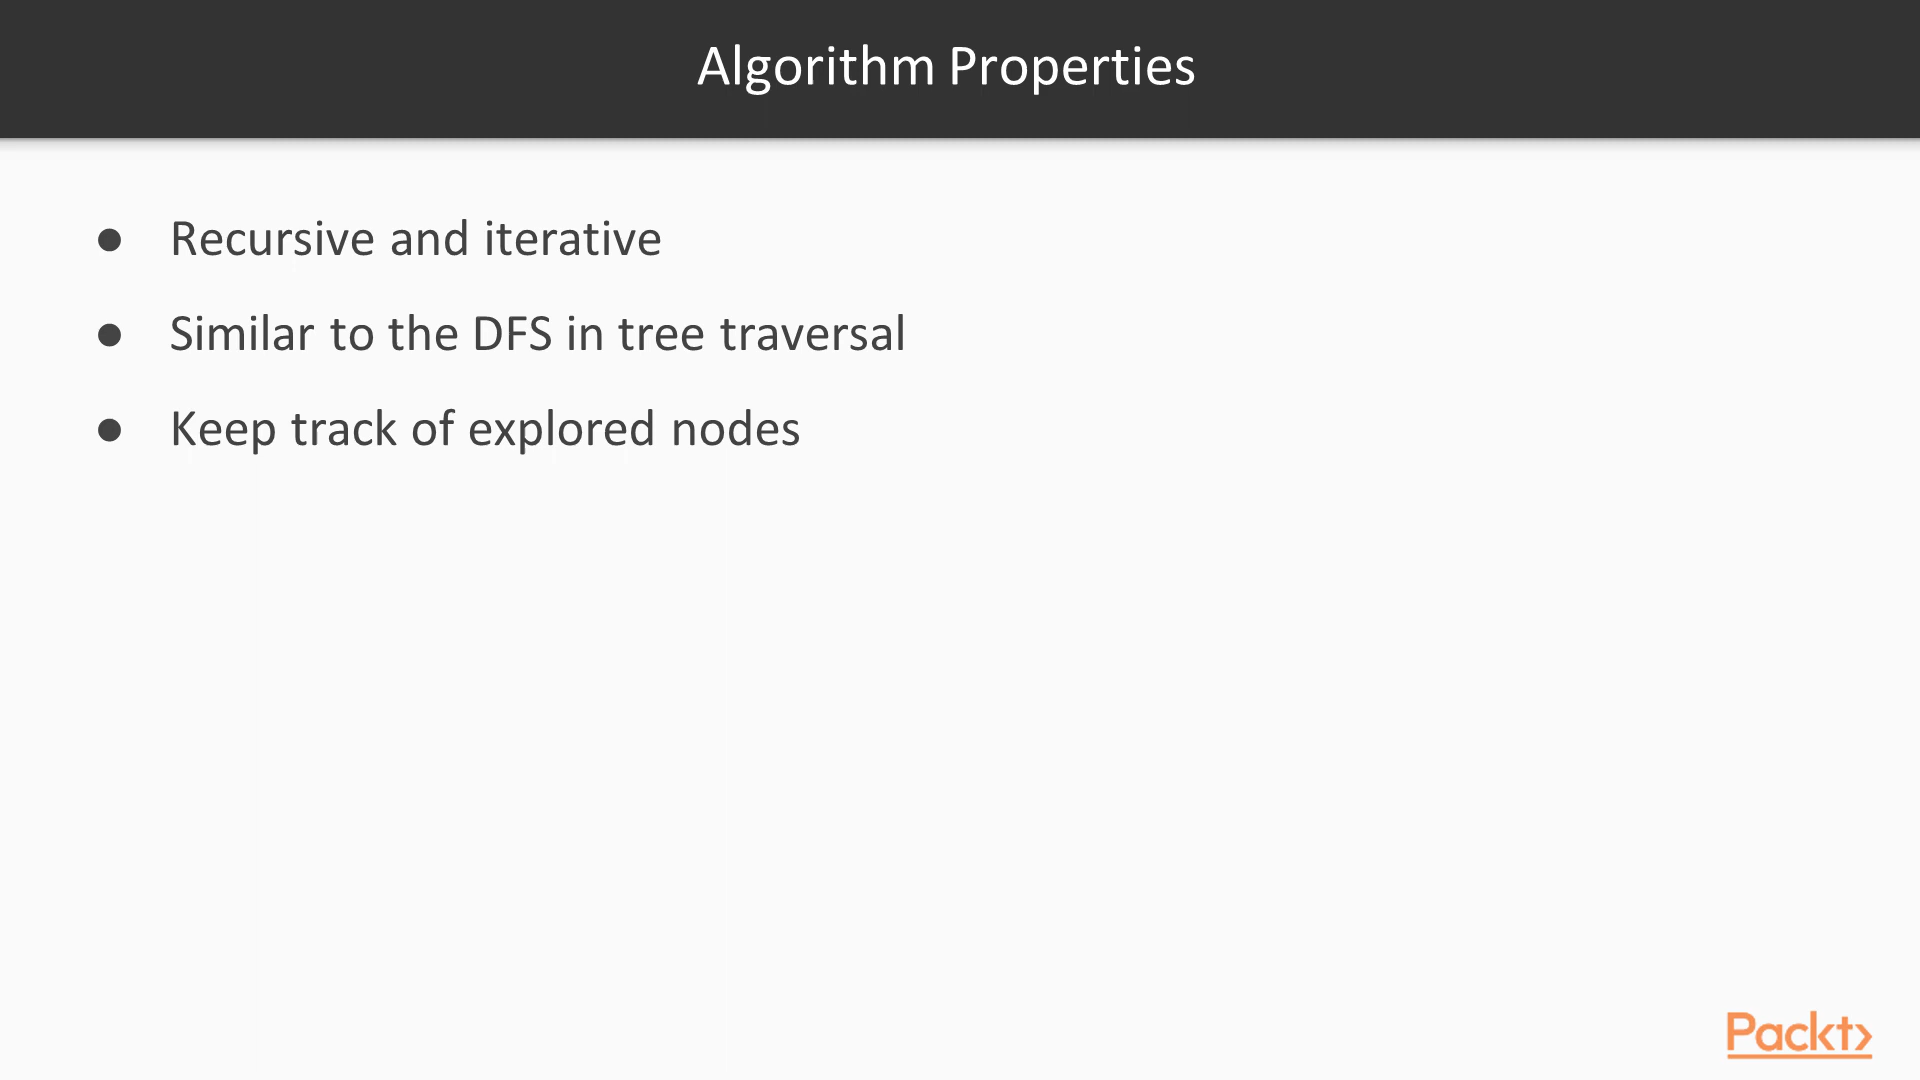 Algorithm Properties
● Recursive and iterative
● Similar to the DFS in tree traversal
● Keep track of explored nodes
Packt>